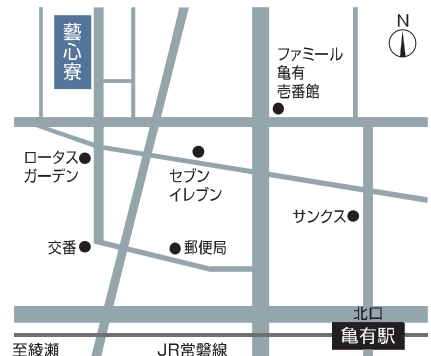 藝心寮
N
ファミール
亀有
壱番館
ロータス
ガーデン
セブン
イレブン
サンクス
交番
郵便局
北口
亀有駅
至綾瀬
JR常磐線